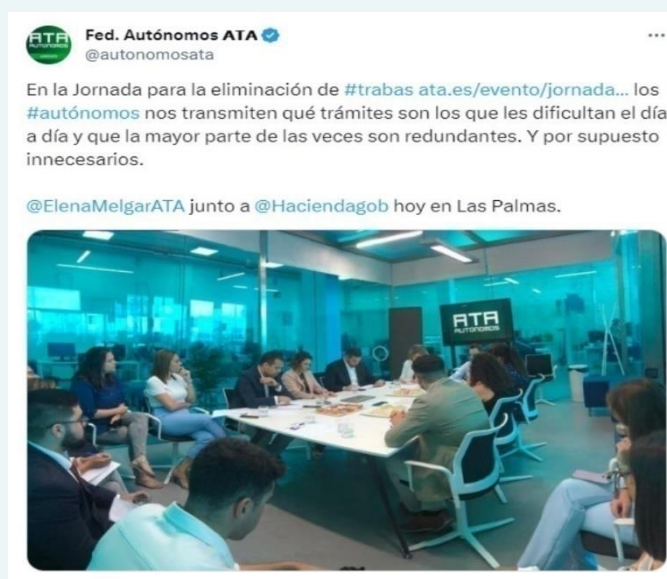 Fed. Autónomos ATA
@autonomosata
En la Jornada para la eliminación de #trabas ata.es/evento/jornada... los
#autónomos nos transmiten qué trámites son los que les dificultan el día
a día y que la mayor parte de las veces son redundantes. Y por supuesto
innecesarios.
@ElenaMelgarATA junto a @Haciendagob hoy en Las Palmas.
ATA
AUTÓNOMOS